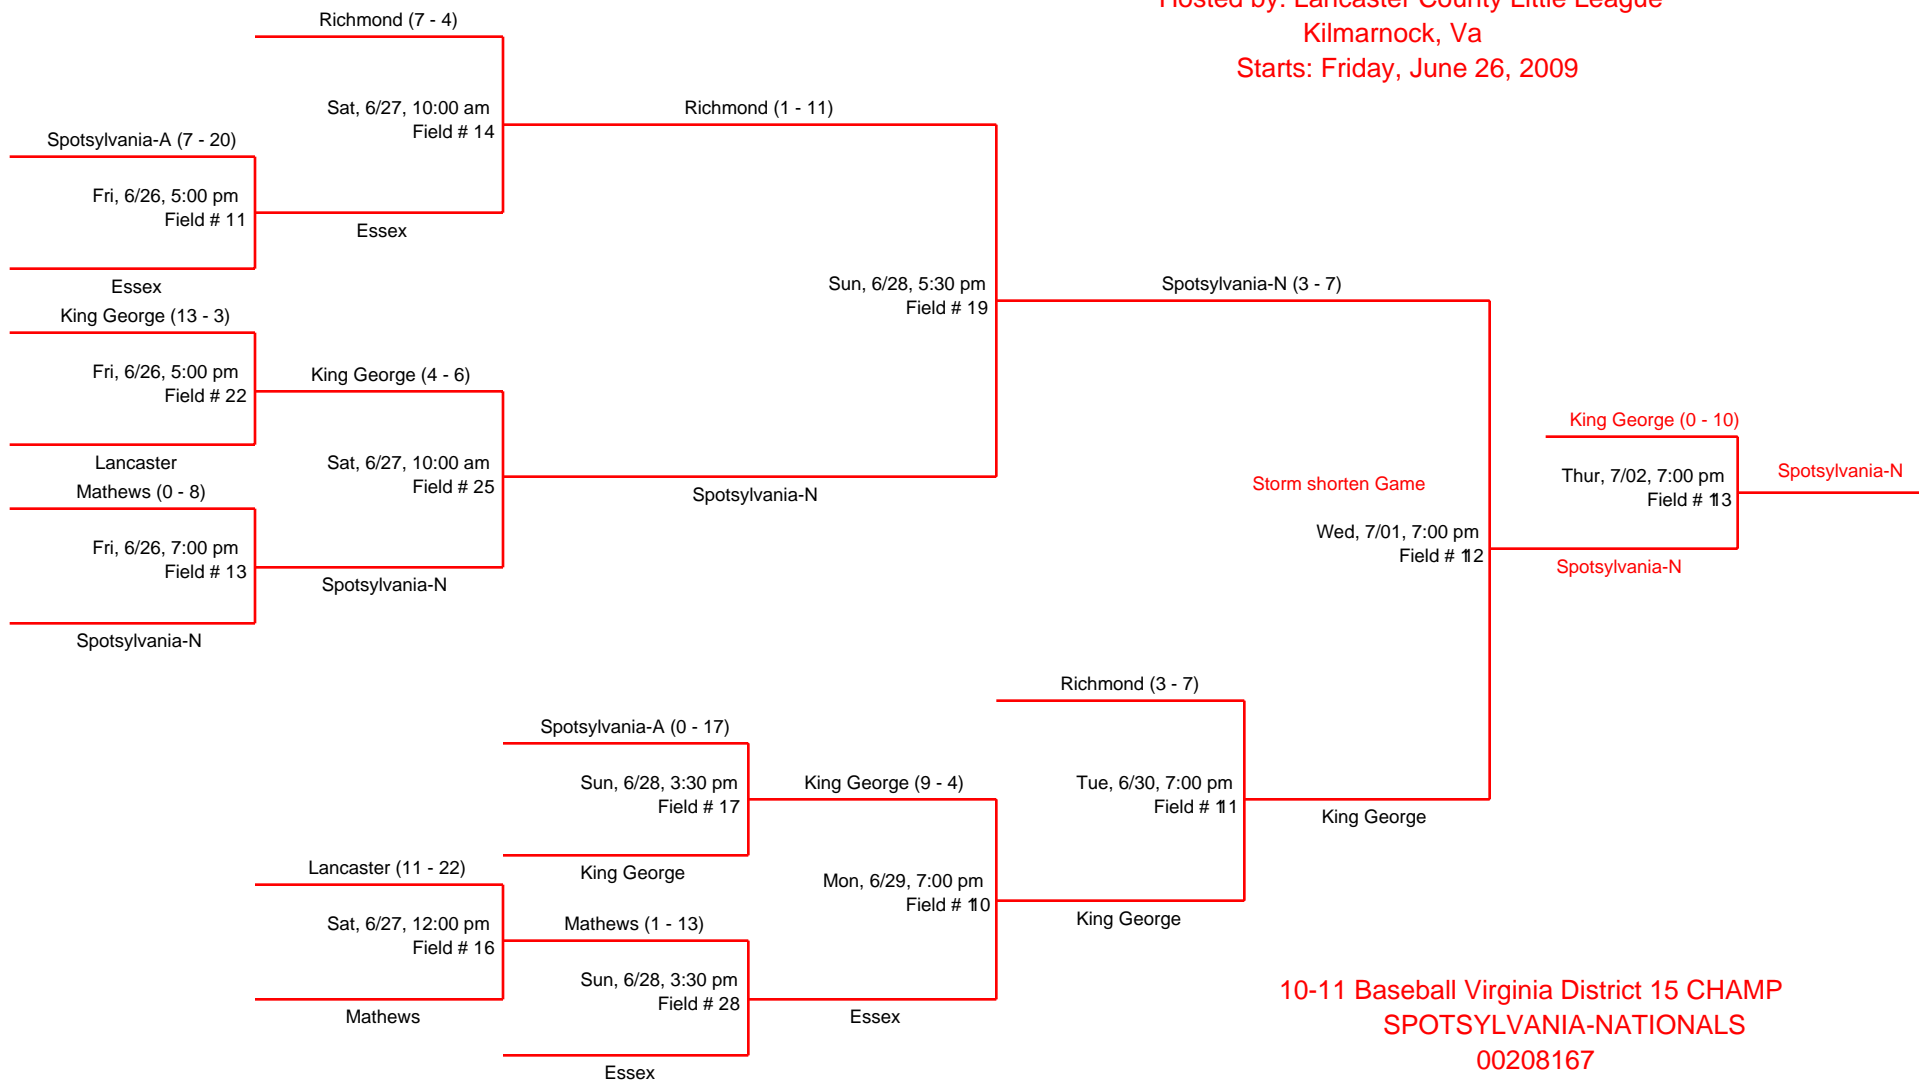 Hosted by: Lancaster County Little League
Kilmarnock, Va
Starts: Friday, June 26, 2009
Richmond (7 - 4)
Sat, 6/27, 10:00 am
Field # 14
Richmond (1 - 11)
Spotsylvania-A (7 - 20)
Fri, 6/26, 5:00 pm
Field # 11
Essex
Essex
King George (13 - 3)
Sun, 6/28, 5:30 pm
Field # 19
Spotsylvania-N (3 - 7)
Fri, 6/26, 5:00 pm
Field # 22
King George (4 - 6)
Lancaster
Mathews (0 - 8)
Sat, 6/27, 10:00 am
Field # 25
Spotsylvania-N
Fri, 6/26, 7:00 pm
Field # 13
Spotsylvania-N
Spotsylvania-N
Storm shorten Game
Wed, 7/01, 7:00 pm
Field # 12
King George (0 - 10)
Thur, 7/02, 7:00 pm
Field # 13
Spotsylvania-N
Spotsylvania-N
Richmond (3 - 7)
Spotsylvania-A (0 - 17)
Sun, 6/28, 3:30 pm
Field # 17
King George (9 - 4)
Tue, 6/30, 7:00 pm
Field # 11
King George
King George
Lancaster (11 - 22)
Mon, 6/29, 7:00 pm
Field # 10
King George
Sat, 6/27, 12:00 pm
Field # 16
Mathews (1 - 13)
Sun, 6/28, 3:30 pm
Field # 28
Mathews
Essex
Essex
10-11 Baseball Virginia District 15 CHAMP
SPOTSYLVANIA-NATIONALS
00208167